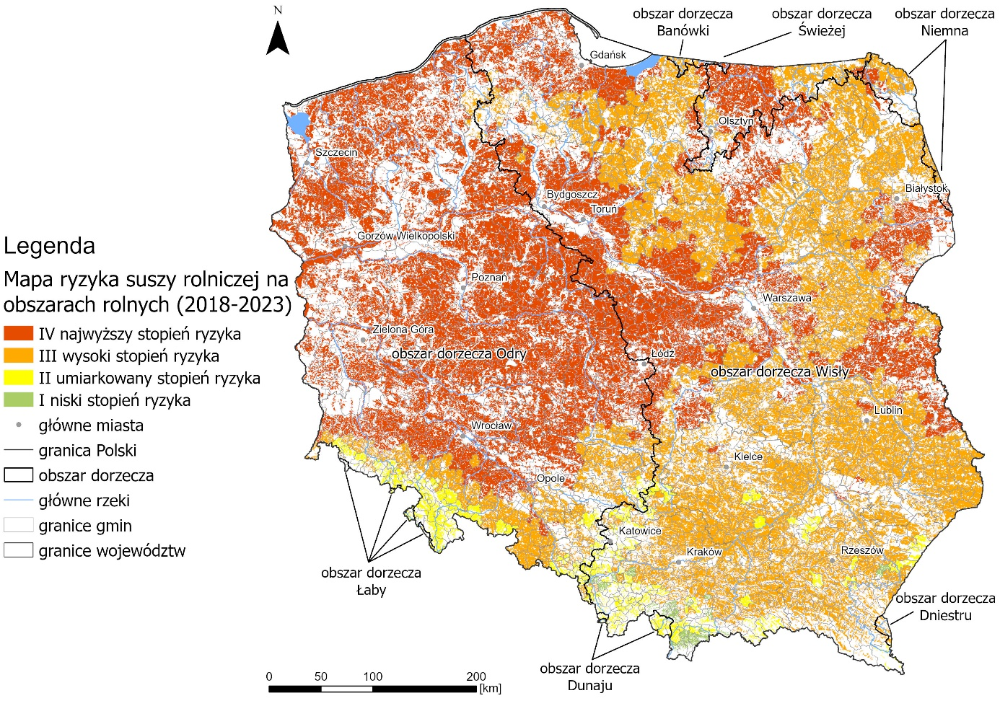 N
obszar dorzecza
Banówki
obszar dorzecza
Świeżej
obszar dorzecza
Niemna
Gdańsk
Olsztyn
Szczecin
Białystok
Bydgoszcz
Toruń
Gorzów Wielkopolski
Poznań
Warszawa
Zielona Góra
obszar dorzecza Odry
Łódź
obszar dorzecza Wisły
Lublin
Wrocław
Kielce
Opole
Katowice
Kraków
Rzeszów
obszar dorzecza
Łaby
obszar dorzecza
Dniestru
obszar dorzecza
Dunaju
Legenda
Mapa ryzyka suszy rolniczej na
obszarach rolnych (2018-2023)
IV najwyższy stopień ryzyka
III wysoki stopień ryzyka
II umiarkowany stopień ryzyka
I niski stopień ryzyka
główne miasta
granica Polski
obszar dorzecza
główne rzeki
granice gmin
granice województw
0 50 100 200
[km]